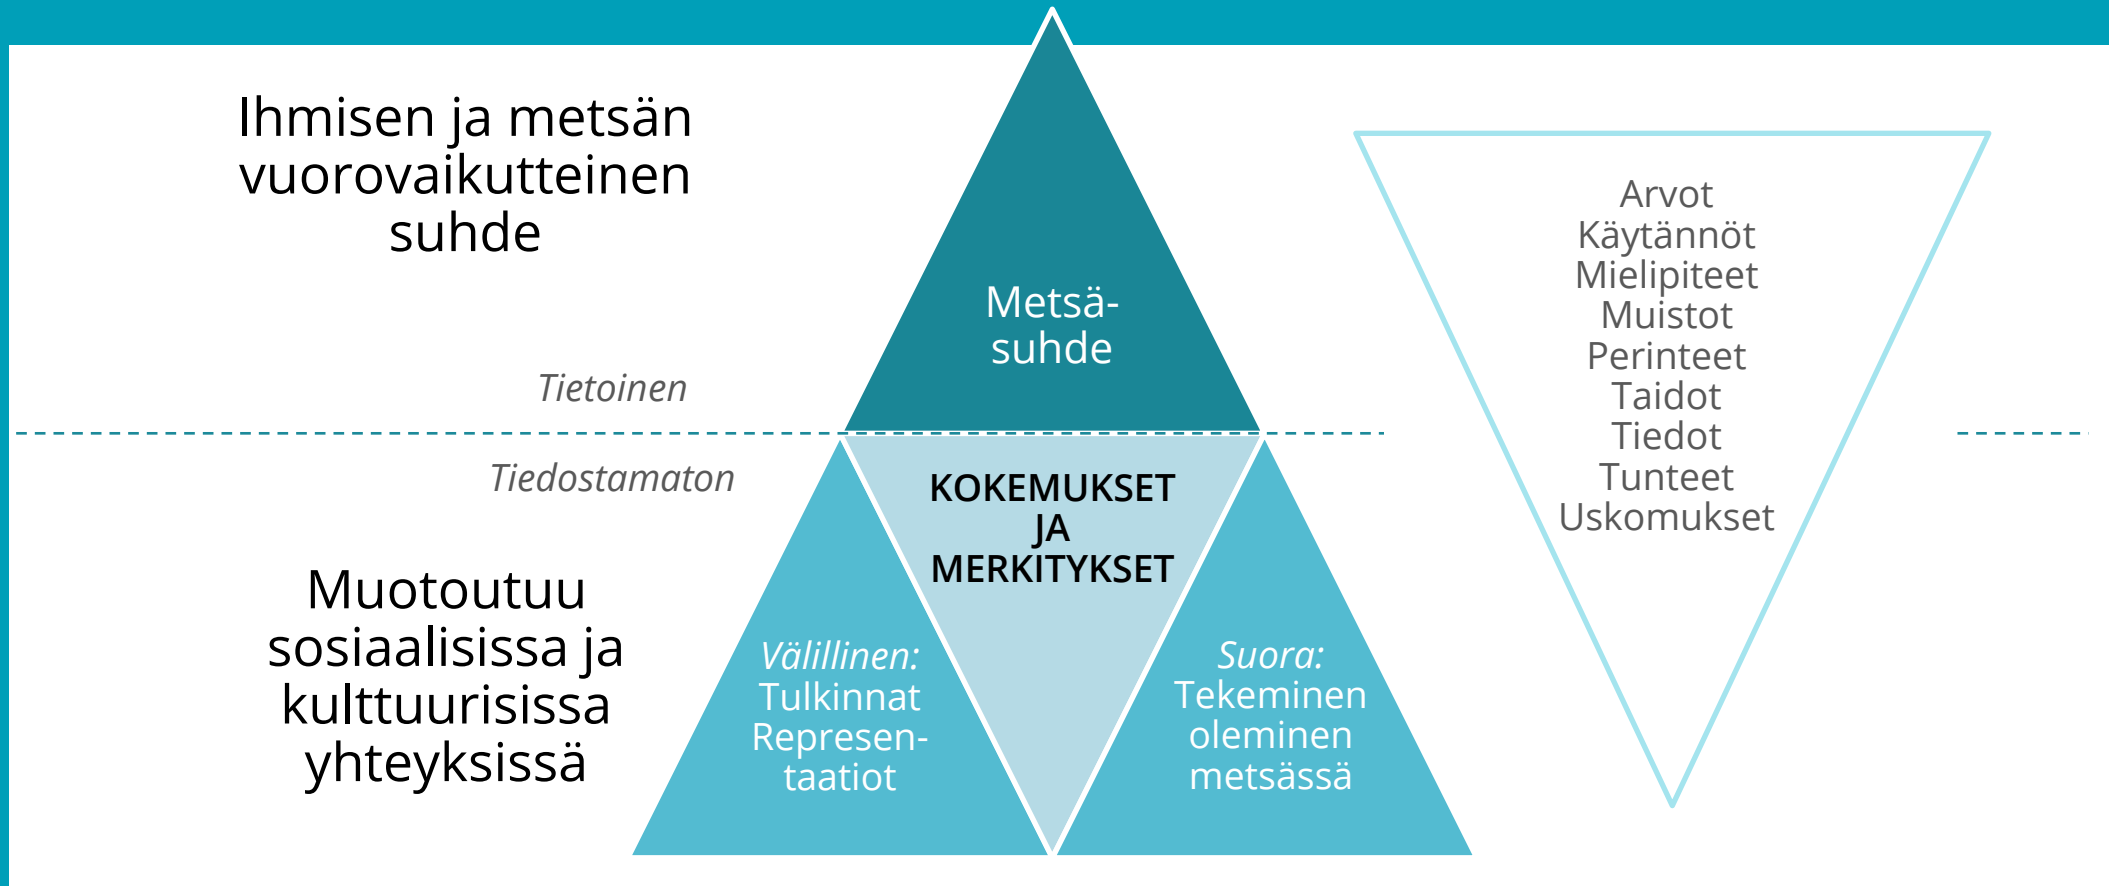 Ihmisen ja metsän
vuorovaikutteinen
suhde
Tietoinen
Tiedostamaton
Muotoutuu
sosiaalisissa ja
kulttuurisissa
yhteyksissä
Metsä-
suhde
KOKEMUKSET
JA
MERKITYKSET
Välillinen:
Tulkinnat
Represen-
taatiot
Suora:
Tekeminen
oleminen
metsässä
Arvot
Käytännöt
Mielipiteet
Muistot
Perinteet
Taidot
Tiedot
Tunteet
Uskomukset